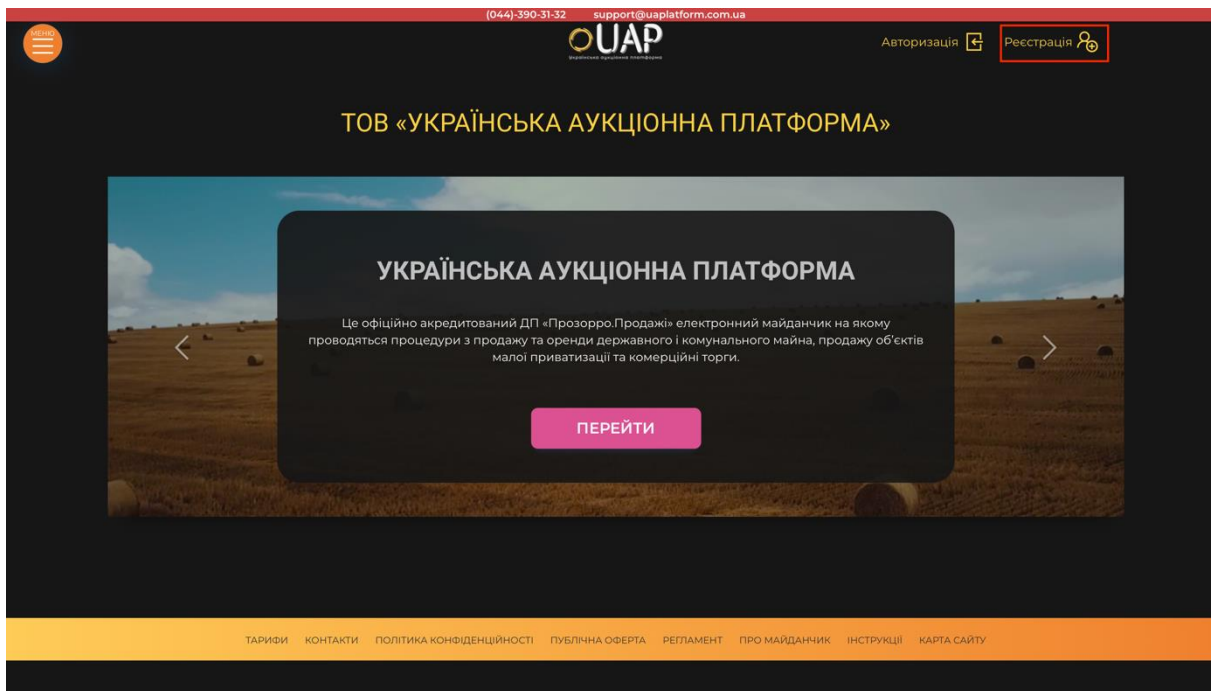 (044)-390-31-32 support@uaplatform.com.ua
МЕНЮ
UAP
Українська аукціонна платформа
Авторизація
Реєстрація
ТОВ «УКРАЇНСЬКА АУКЦІОННА ПЛАТФОРМА»
УКРАЇНСЬКА АУКЦІОННА ПЛАТФОРМА
Це офіційно акредитований ДП «Прозорро.Продажі» електронний майданчик на якому
проводяться процедури з продажу та оренди державного і комунального майна, продажу об'єктів
малої приватизації та комерційні торги.
ПЕРЕЙТИ
ТАРИФИ КОНТАКТИ ПОЛІТИКА КОНФІДЕНЦІЙНОСТІ ПУБЛІЧНА ОФЕРТА РЕГЛАМЕНТ ПРО МАЙДАНЧИК ІНСТРУКЦІЇ КАРТА САЙТУ